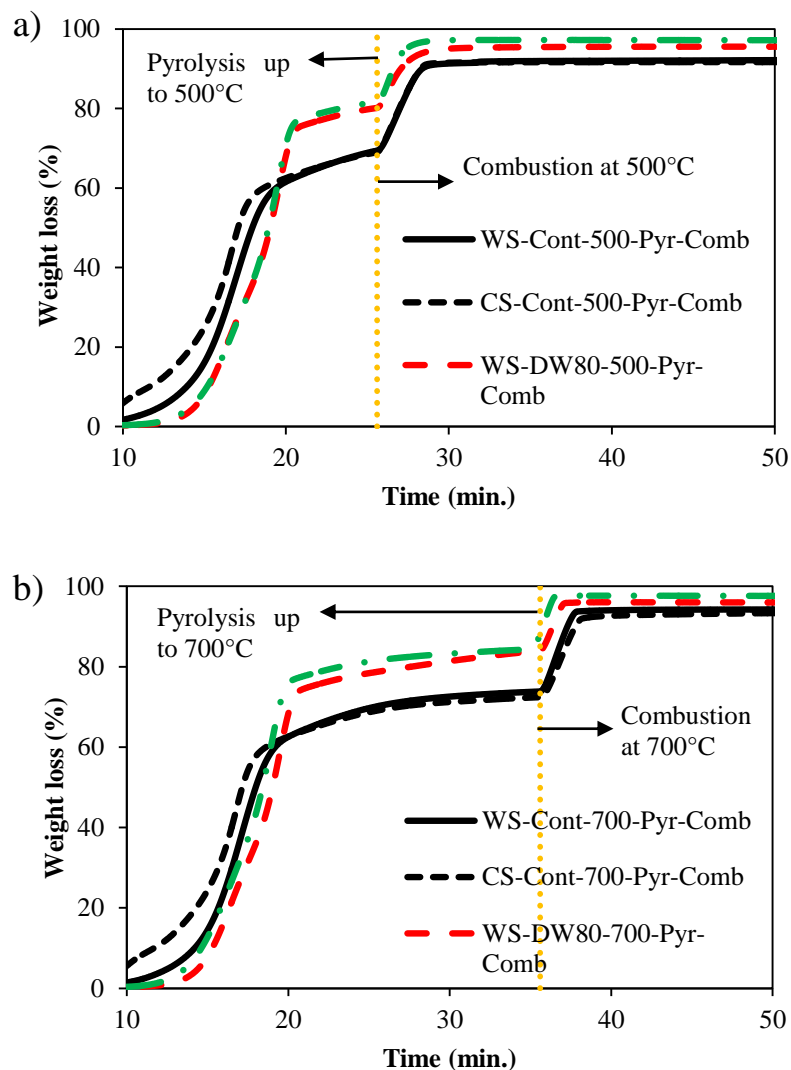 a)
100
80
60
40
20
0
Weight loss (%)
Pyrolysis up
to 500°C
Combustion at 500°C
WS-Cont-500-Pyr-Comb
CS-Cont-500-Pyr-Comb
WS-DW80-500-Pyr-
Comb
10 20 30 40 50
Time (min.)
b)
100
80
60
40
20
0
Weight loss (%)
Pyrolysis up
to 700°C
Combustion
at 700°C
WS-Cont-700-Pyr-Comb
CS-Cont-700-Pyr-Comb
WS-DW80-700-Pyr-
Comb
10 20 30 40 50
Time (min.)